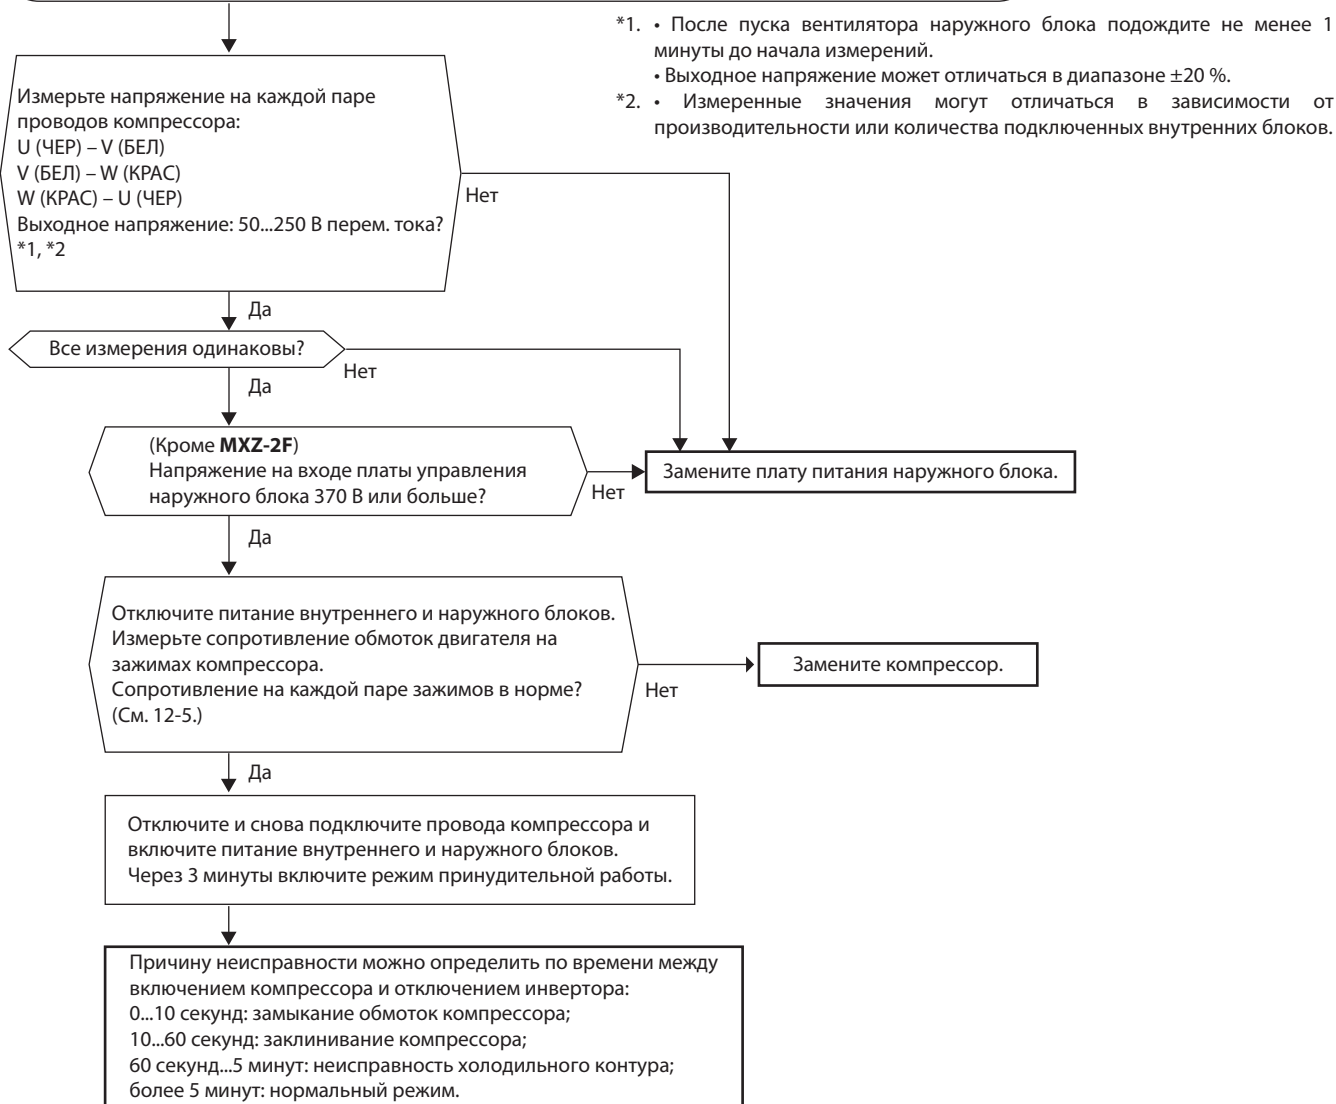 *1. • После пуска вентилятора наружного блока подождите не менее 1
минуты до начала измерений.
• Выходное напряжение может отличаться в диапазоне ±20 %.
*2. • Измеренные значения могут отличаться в зависимости от
производительности или количества подключенных внутренних блоков.
Измерьте напряжение на каждой паре
проводов компрессора:
U (ЧЕР) – V (БЕЛ)
V (БЕЛ) – W (КРАС)
W (КРАС) – U (ЧЕР)
Выходное напряжение: 50...250 В перем. тока?
*1, *2
Нет
Да
Все измерения одинаковы?
Нет
Да
(Кроме MXZ-2F)
Напряжение на входе платы управления
наружного блока 370 В или больше?
Нет
Замените плату питания наружного блока.
Да
Отключите питание внутреннего и наружного блоков.
Измерьте сопротивление обмоток двигателя на
зажимах компрессора.
Сопротивление на каждой паре зажимов в норме?
(См. 12-5.)
Нет
Замените компрессор.
Да
Отключите и снова подключите провода компрессора и
включите питание внутреннего и наружного блоков.
Через 3 минуты включите режим принудительной работы.
Причину неисправности можно определить по времени между
включением компрессора и отключением инвертора:
0...10 секунд: замыкание обмоток компрессора;
10...60 секунд: заклинивание компрессора;
60 секунд...5 минут: неисправность холодильного контура;
более 5 минут: нормальный режим.